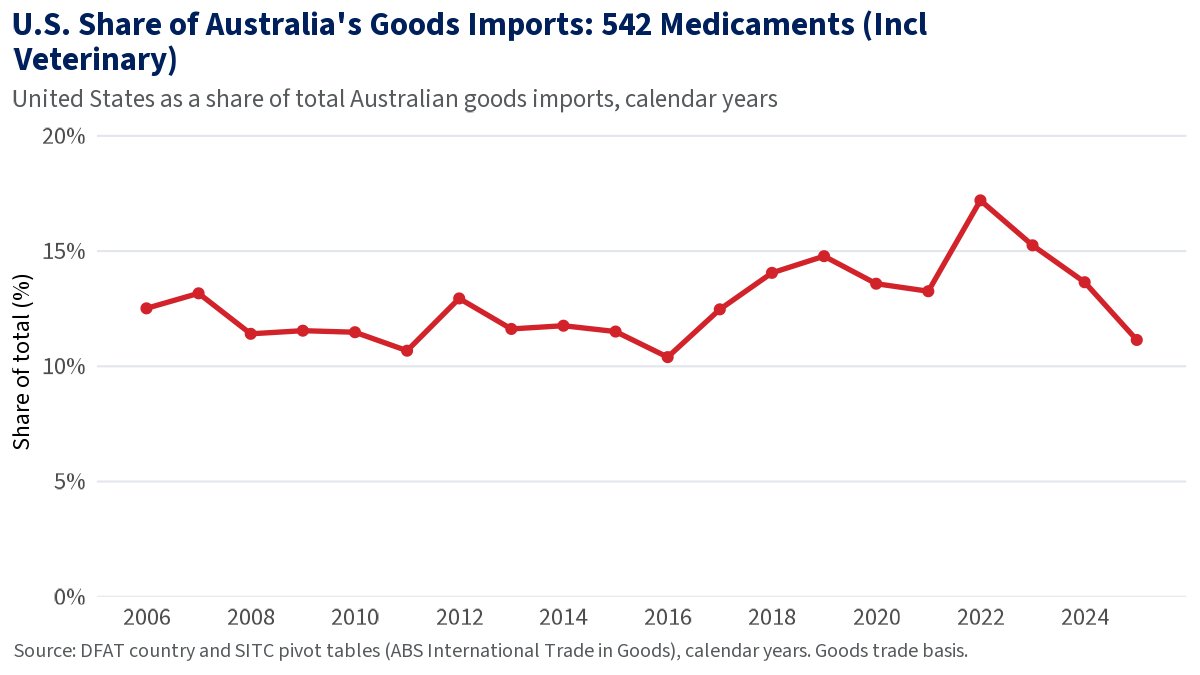 U.S. Share of Australia's Goods Imports: 542 Medicaments (Incl
Veterinary)
United States as a share of total Australian goods imports, calendar years
Share of total (%)
20%
15%
10%
5%
0%
2006 2008 2010 2012 2014 2016 2018 2020 2022 2024
Source: DFAT country and SITC pivot tables (ABS International Trade in Goods), calendar years. Goods trade basis.